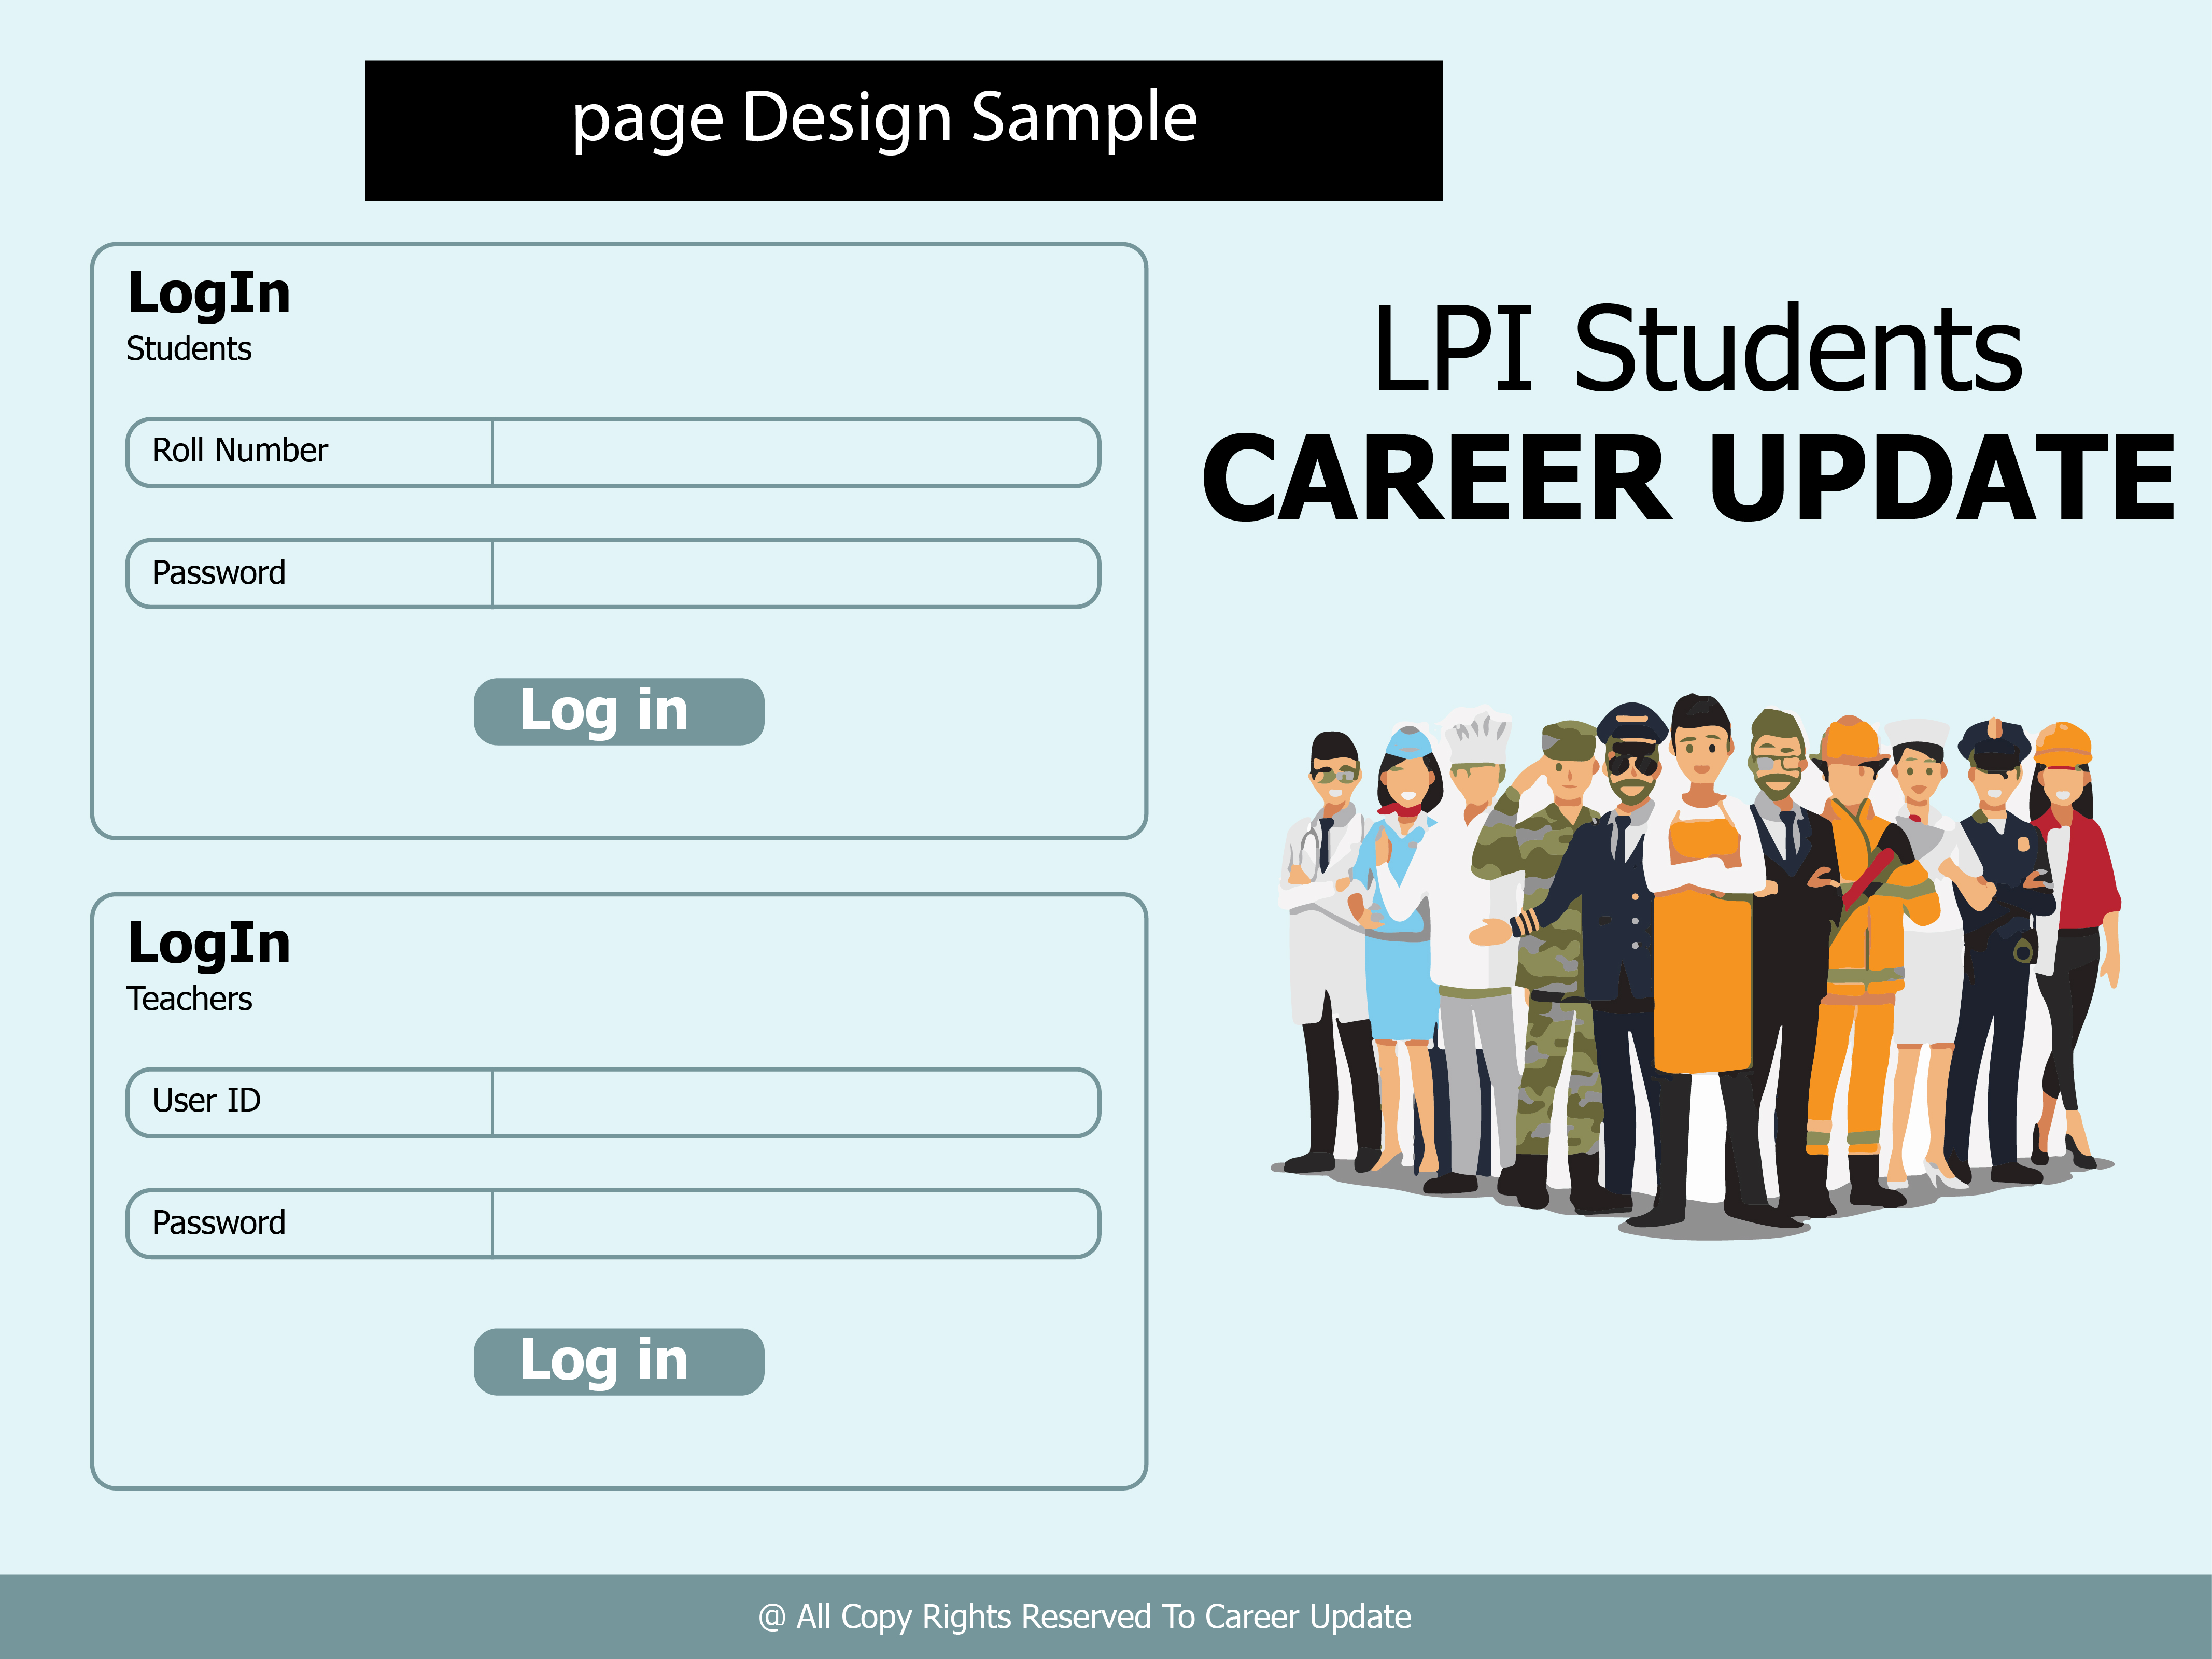 page Design Sample
LogIn
Students
Roll Number
Password
Log in
LPI Students
CAREER UPDATE
LogIn
Teachers
User ID
Password
Log in
@ All Copy Rights Reserved To Career Update